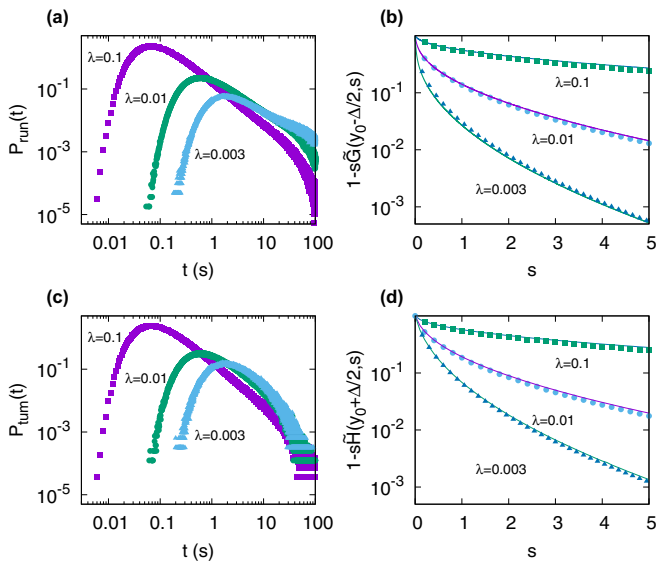 (a)
10⁻¹
10⁻³
10⁻⁵
P_run(t)
λ=0.1
λ=0.01
λ=0.003
0.01 0.1 1 10 100
t (s)
(b)
10⁻¹
10⁻²
10⁻³
1-sG̃(y₀-Δ/2,s)
λ=0.1
λ=0.01
λ=0.003
0 1 2 3 4 5
s
(c)
10⁻¹
10⁻³
10⁻⁵
P_tum(t)
λ=0.1
λ=0.01
λ=0.003
0.01 0.1 1 10 100
t (s)
(d)
10⁻¹
10⁻²
10⁻³
1-sH̃(y₀+Δ/2,s)
λ=0.1
λ=0.01
λ=0.003
0 1 2 3 4 5
s